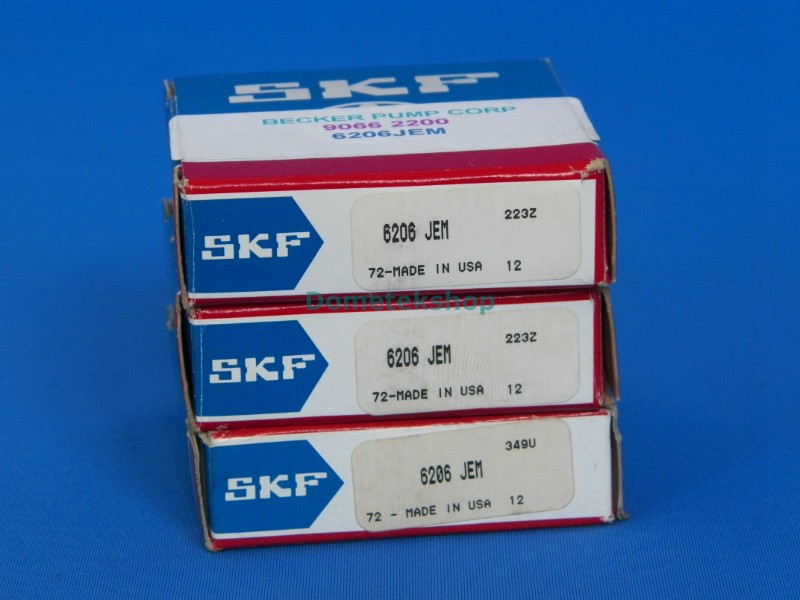 SKF
BECKER PUMP CORP
9066 2200
6206JEM
SKF
6206 JEM
223Z
72-MADE IN USA 12
Dometekshop
SKF
6206 JEM
223Z
72-MADE IN USA 12
SKF
6206 JEM
349U
72 - MADE IN USA 12